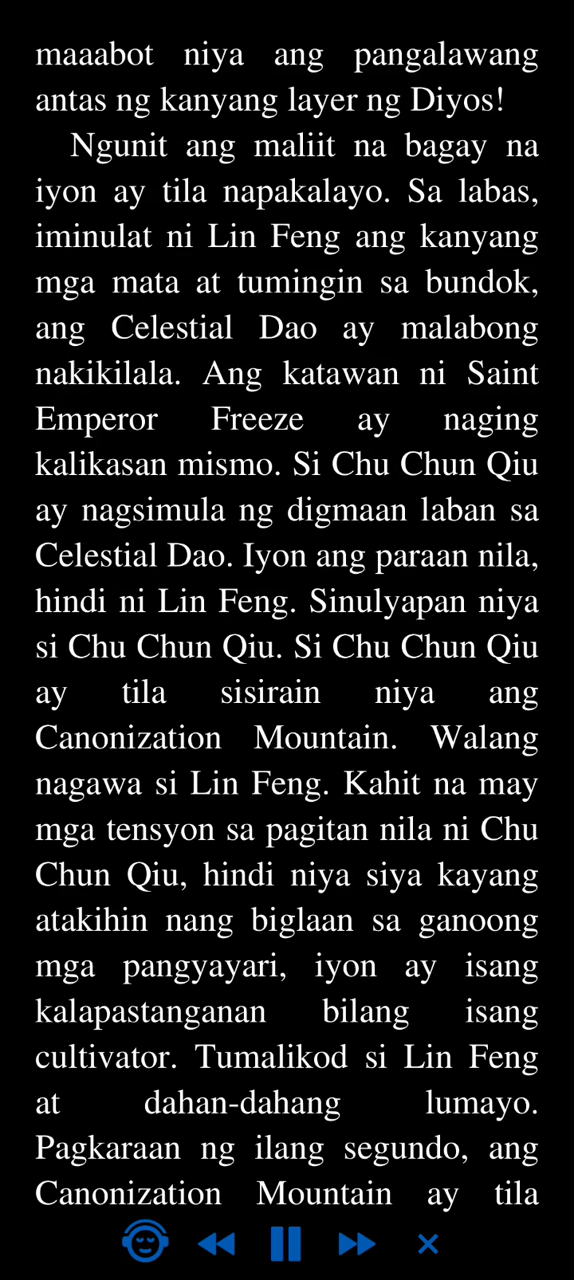 maaabot niya ang pangalawang
antas ng kanyang layer ng Diyos!
Ngunit ang maliit na bagay na
iyon ay tila napakalayo. Sa labas,
iminulat ni Lin Feng ang kanyang
mga mata at tumingin sa bundok,
ang Celestial Dao ay malabong
nakikilala. Ang katawan ni Saint
Emperor Freeze ay naging
kalikasan mismo. Si Chu Chun Qiu
ay nagsimula ng digmaan laban sa
Celestial Dao. Iyon ang paraan nila,
hindi ni Lin Feng. Sinulyapan niya
si Chu Chun Qiu. Si Chu Chun Qiu
ay tila sisirain niya ang
Canonization Mountain. Walang
nagawa si Lin Feng. Kahit na may
mga tensyon sa pagitan nila ni Chu
Chun Qiu, hindi niya siya kayang
atakihin nang biglaan sa ganoong
mga pangyayari, iyon ay isang
kalapastanganan bilang isang
cultivator. Tumalikod si Lin Feng
at dahan-dahang lumayo.
Pagkaraan ng ilang segundo, ang
Canonization Mountain ay tila